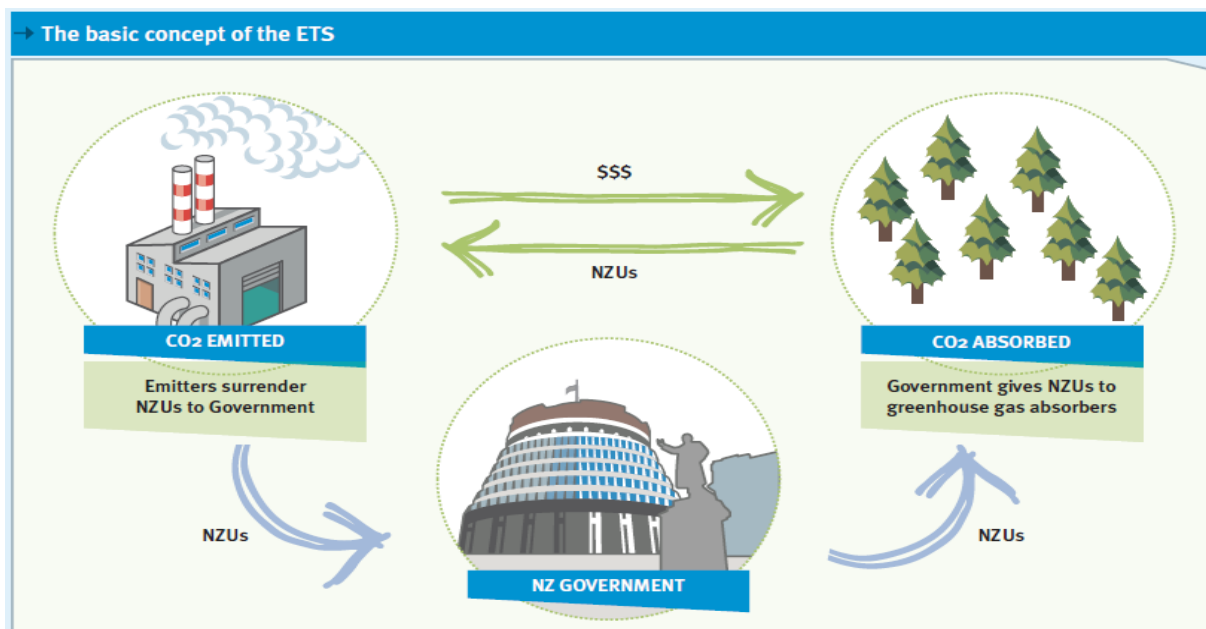 → The basic concept of the ETS
$$$
NZUs
CO2 EMITTED
Emitters surrender
NZUs to Government
CO2 ABSORBED
Government gives NZUs to
greenhouse gas absorbers
NZUs
NZUs
NZ GOVERNMENT